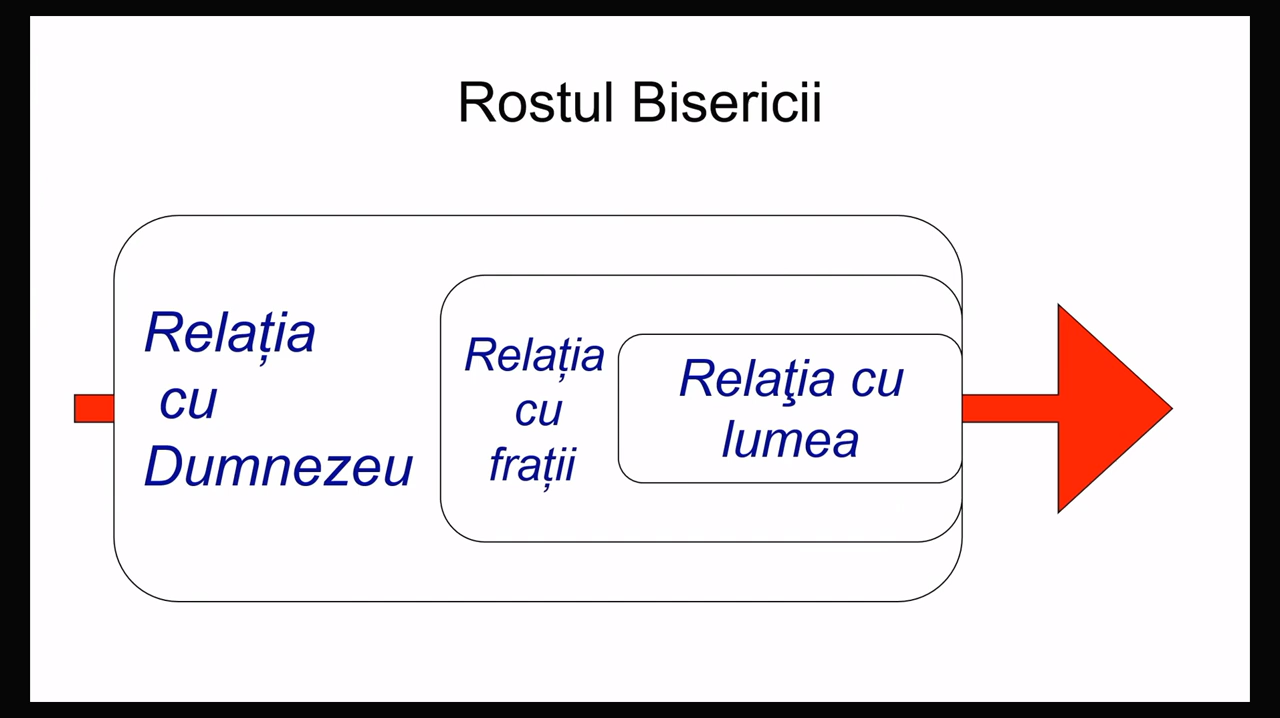 Rostul Bisericii
Relația
cu
Dumnezeu
Relația
cu
frații
Relaţia cu
lumea